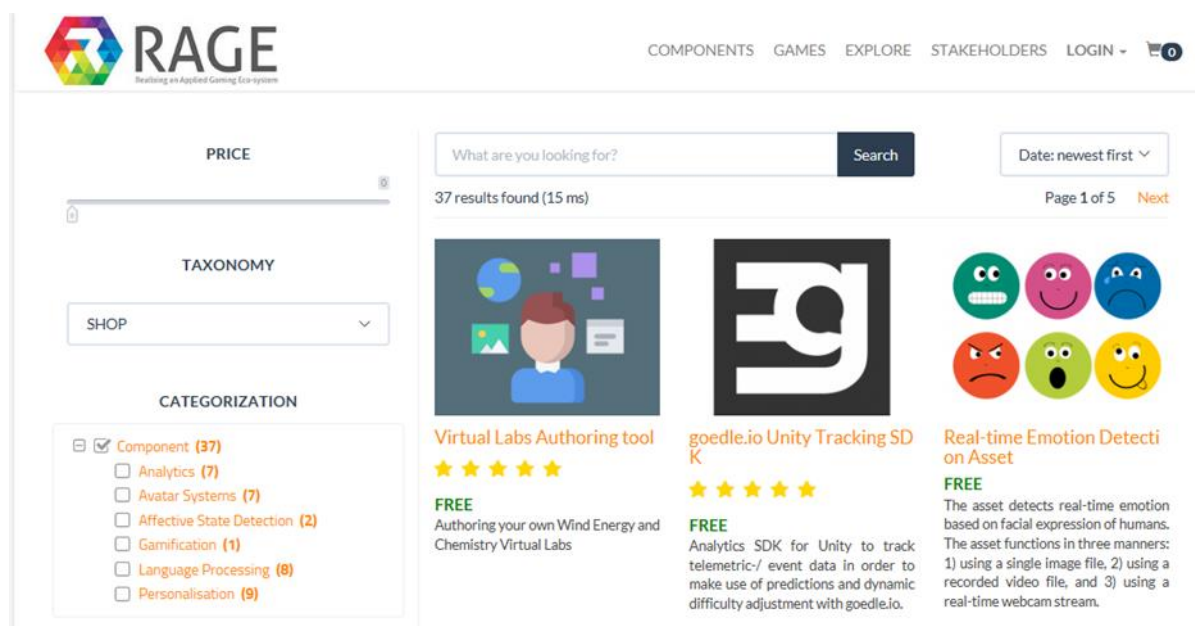 RAGE
Realising an Applied Gaming Eco-system
COMPONENTS GAMES EXPLORE STAKEHOLDERS LOGIN 0
PRICE
0
0
TAXONOMY
SHOP
CATEGORIZATION
Component (37)
Analytics (7)
Avatar Systems (7)
Affective State Detection (2)
Gamification (1)
Language Processing (8)
Personalisation (9)
What are you looking for? Search
Date: newest first
37 results found (15 ms)
Page 1 of 5 Next
Virtual Labs Authoring tool
FREE
Authoring your own Wind Energy and
Chemistry Virtual Labs
goedle.io Unity Tracking SD
K
FREE
Analytics SDK for Unity to track
telemetric-/ event data in order to
make use of predictions and dynamic
difficulty adjustment with goedle.io.
Real-time Emotion Detecti
on Asset
FREE
The asset detects real-time emotion
based on facial expression of humans.
The asset functions in three manners:
1) using a single image file, 2) using a
recorded video file, and 3) using a
real-time webcam stream.